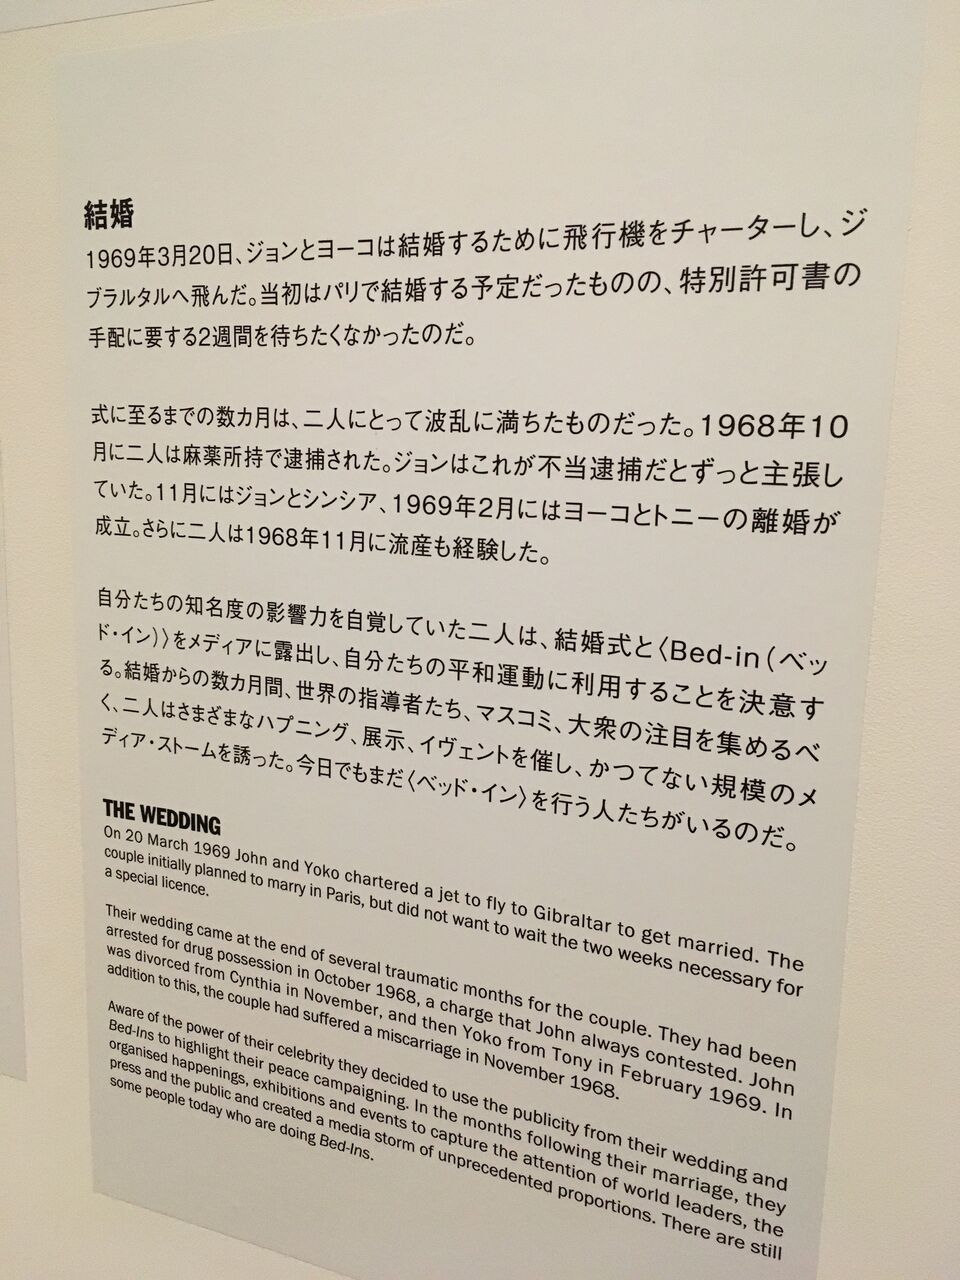 結婚
1969年3月20日、ジョンとヨーコは結婚するために飛行機をチャーターし、ジ
ブラルタルへ飛んだ。当初はパリで結婚する予定だったものの、特別許可書の
手配に要する2週間を待ちたくなかったのだ。
式に至るまでの数カ月は、二人にとって波乱に満ちたものだった。1968年10
月に二人は麻薬所持で逮捕された。ジョンはこれが不当逮捕だとずっと主張し
ていた。11月にはジョンとシンシア、1969年2月にはヨーコとトニーの離婚が
成立。さらに二人は1968年11月に流産も経験した。
自分たちの知名度の影響力を自覚していた二人は、結婚式と〈Bed-in（ベッ
ド・イン）〉をメディアに露出し、自分たちの平和運動に利用することを決意す
る。結婚からの数カ月間、世界の指導者たち、マスコミ、大衆の注目を集めるべ
く、二人はさまざまなハプニング、展示、イヴェントを催し、かつてない規模のメ
ディア・ストームを誘った。今日でもまだ〈ベッド・イン〉を行う人たちがいるのだ。
THE WEDDING
On 20 March 1969 John and Yoko chartered a jet to fly to Gibraltar to get married. The
couple initially planned to marry in Paris, but did not want to wait the two weeks necessary for
a special licence.
Their wedding came at the end of several traumatic months for the couple. They had been
arrested for drug possession in October 1968, a charge that John always contested. John
was divorced from Cynthia in November, and then Yoko from Tony in February 1969. In
addition to this, the couple had suffered a miscarriage in November 1968.
Aware of the power of their celebrity they decided to use the publicity from their wedding and
Bed-Ins to highlight their peace campaigning. In the months following their marriage, they
organised happenings, exhibitions and events to capture the attention of world leaders, the
press and the public and created a media storm of unprecedented proportions. There are still
some people today who are doing Bed-Ins.